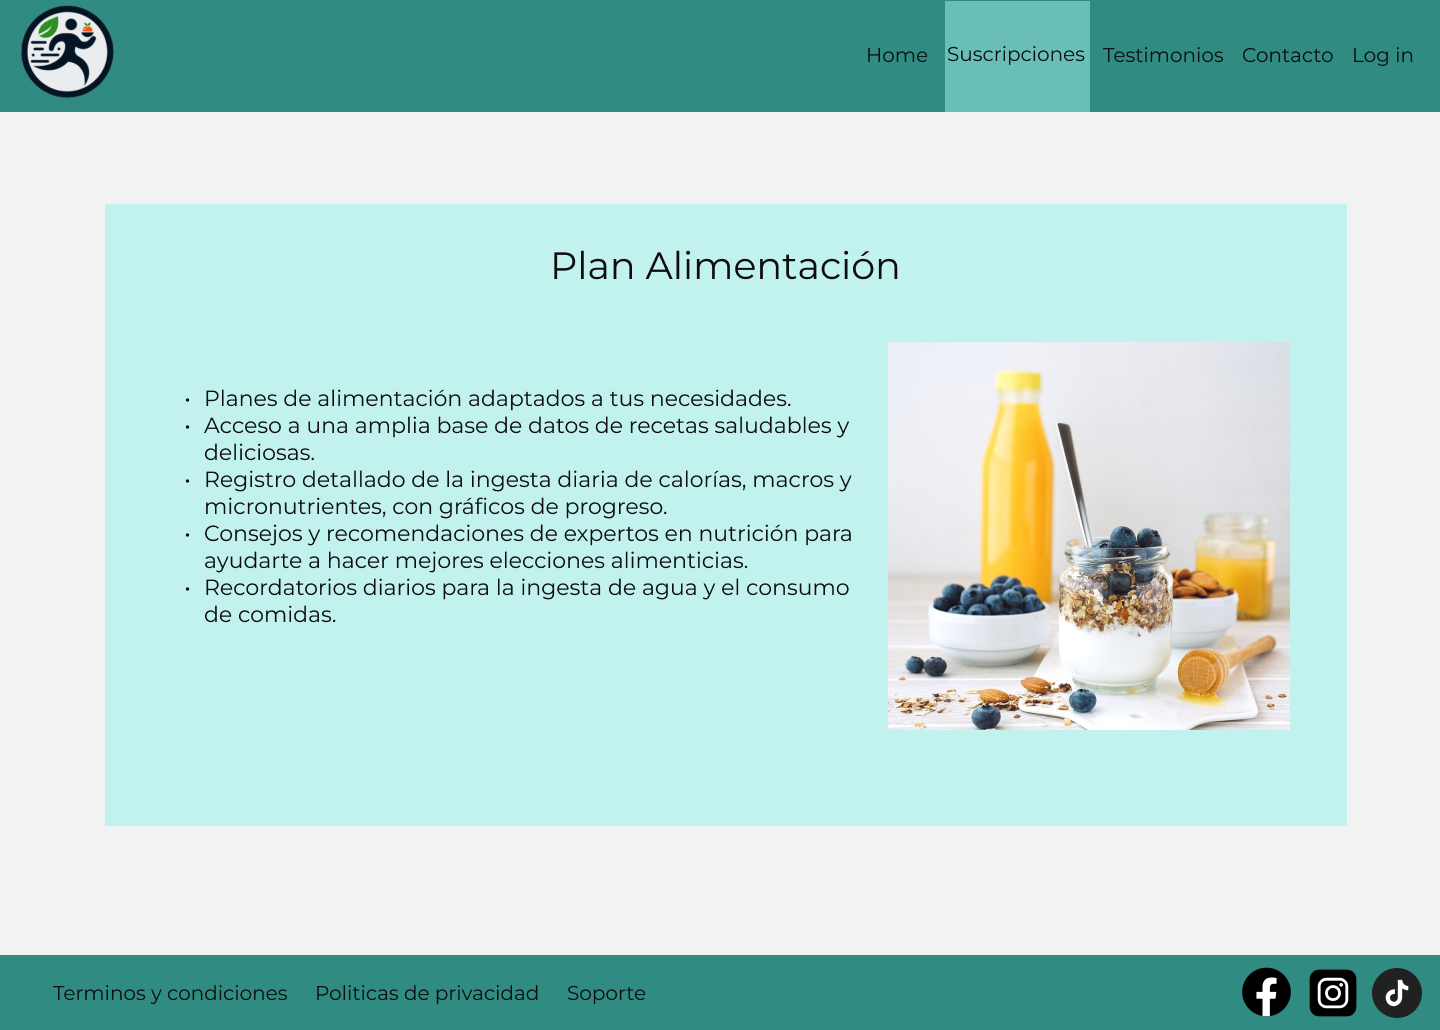 Home Suscripciones Testimonios Contacto Log in
Plan Alimentación
• Planes de alimentación adaptados a tus necesidades.
• Acceso a una amplia base de datos de recetas saludables y
deliciosas.
• Registro detallado de la ingesta diaria de calorías, macros y
micronutrientes, con gráficos de progreso.
• Consejos y recomendaciones de expertos en nutrición para
ayudarte a hacer mejores elecciones alimenticias.
• Recordatorios diarios para la ingesta de agua y el consumo
de comidas.
Terminos y condiciones Politicas de privacidad Soporte